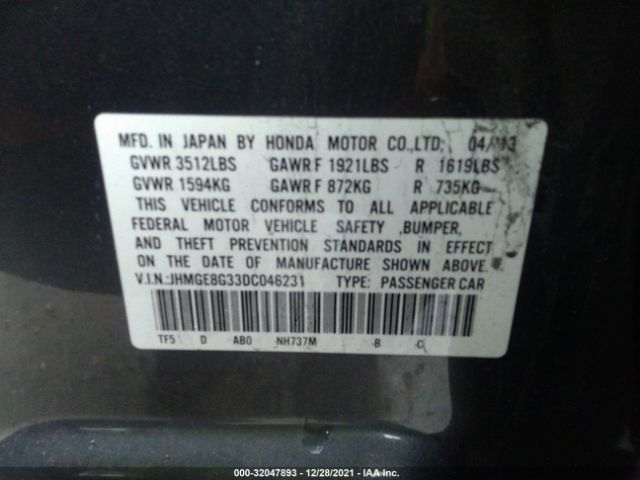 MFD. IN JAPAN BY HONDA MOTOR CO.,LTD. 04/13
GVWR 3512LBS GAWR F 1921LBS R 1619LBS
GVWR 1594KG GAWR F 872KG R 735KG
THIS VEHICLE CONFORMS TO ALL APPLICABLE
FEDERAL MOTOR VEHICLE SAFETY ,BUMPER,
AND THEFT PREVENTION STANDARDS IN EFFECT
ON THE DATE OF MANUFACTURE SHOWN ABOVE.
V.I.N.:JHMGE8G33DC046231 TYPE: PASSENGER CAR
TF5 D AB0 NH737M B C
000-32047893 - 12/28/2021 - IAA Inc.